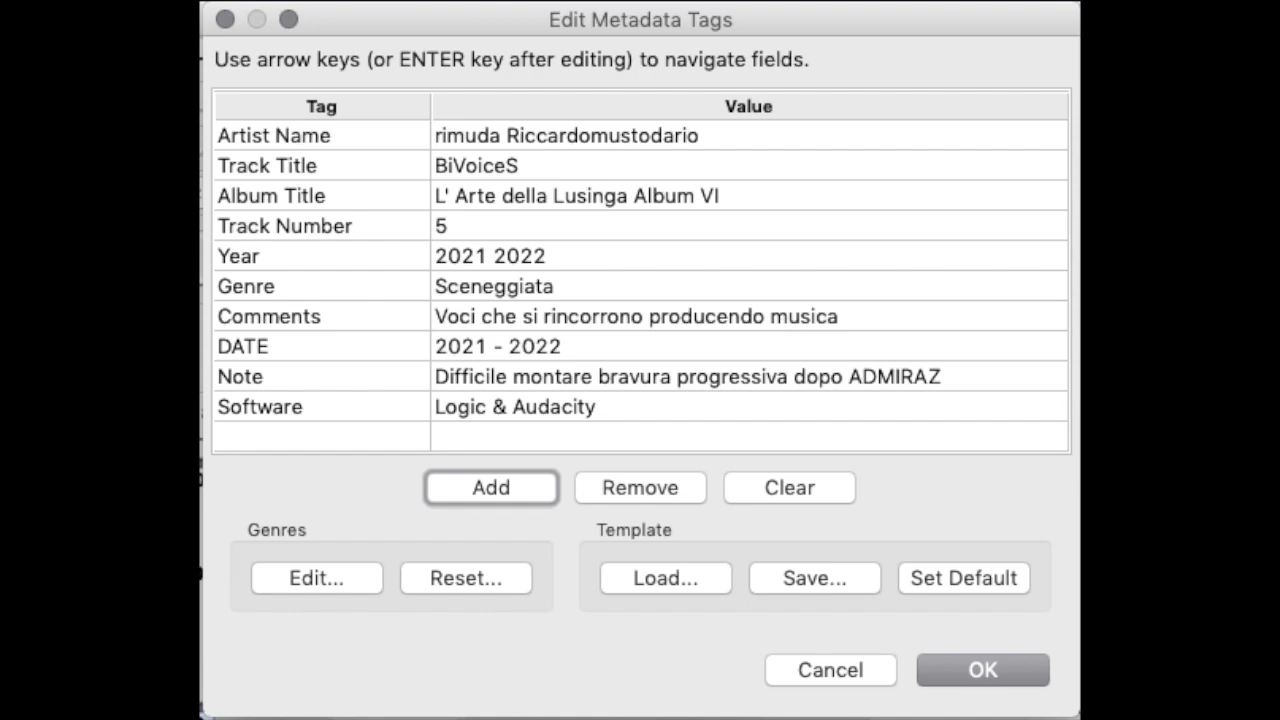 Edit Metadata Tags
Use arrow keys (or ENTER key after editing) to navigate fields.
Tag Value
Artist Name rimuda Riccardomustodario
Track Title BiVoiceS
Album Title L' Arte della Lusinga Album VI
Track Number 5
Year 2021 2022
Genre Sceneggiata
Comments Voci che si rincorrono producendo musica
DATE 2021 - 2022
Note Difficile montare bravura progressiva dopo ADMIRAZ
Software Logic & Audacity
Add Remove Clear
Genres Template
Edit... Reset... Load... Save... Set Default
Cancel OK